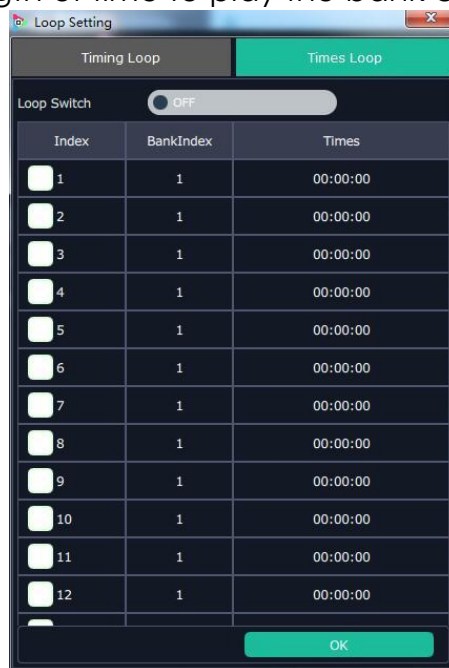 Loop Setting
Timing Loop Times Loop
Loop Switch OFF
Index BankIndex Times
1 1 00:00:00
2 1 00:00:00
3 1 00:00:00
4 1 00:00:00
5 1 00:00:00
6 1 00:00:00
7 1 00:00:00
8 1 00:00:00
9 1 00:00:00
10 1 00:00:00
11 1 00:00:00
12 1 00:00:00
OK